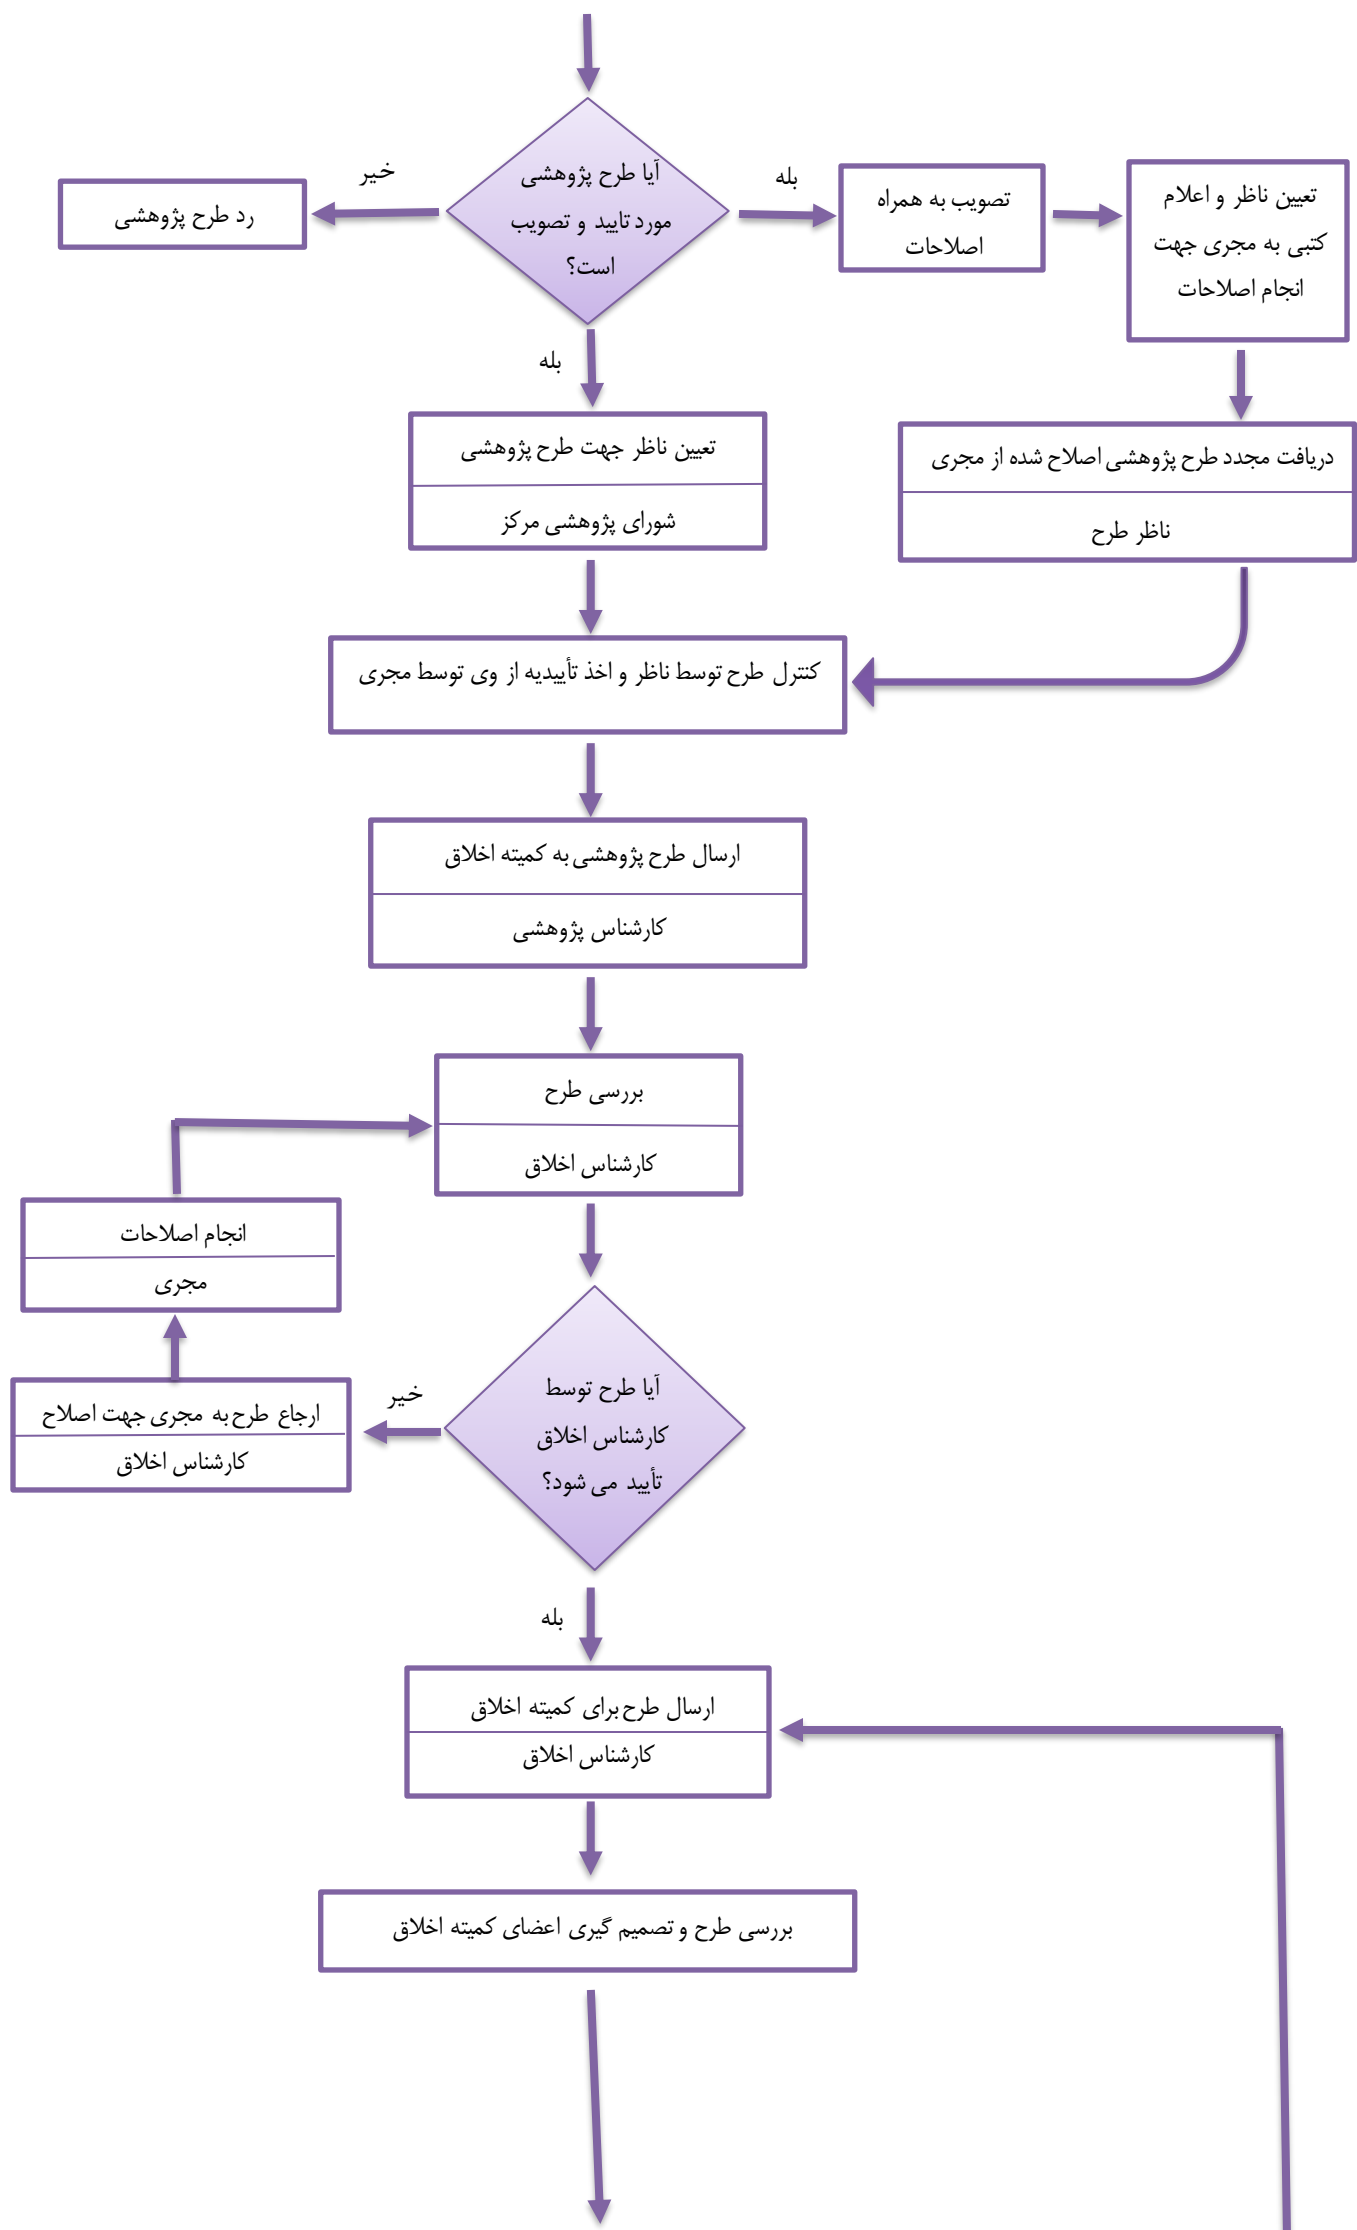 آیا طرح پژوهشی
مورد تایید و تصویب
است؟
خیر
رد طرح پژوهشی
بله
تصویب به همراه
اصلاحات
تعیین ناظر و اعلام
کتبی به مجری جهت
انجام اصلاحات
بله
تعیین ناظر جهت طرح پژوهشی
شورای پژوهشی مرکز
دریافت مجدد طرح پژوهشی اصلاح شده از مجری
ناظر طرح
کنترل طرح توسط ناظر و اخذ تأییدیه از وی توسط مجری
ارسال طرح پژوهشی به کمیته اخلاق
کارشناس پژوهشی
بررسی طرح
کارشناس اخلاق
انجام اصلاحات
مجری
آیا طرح توسط
کارشناس اخلاق
تأیید می شود؟
خیر
ارجاع طرح به مجری جهت اصلاح
کارشناس اخلاق
بله
ارسال طرح برای کمیته اخلاق
کارشناس اخلاق
بررسی طرح و تصمیم گیری اعضای کمیته اخلاق